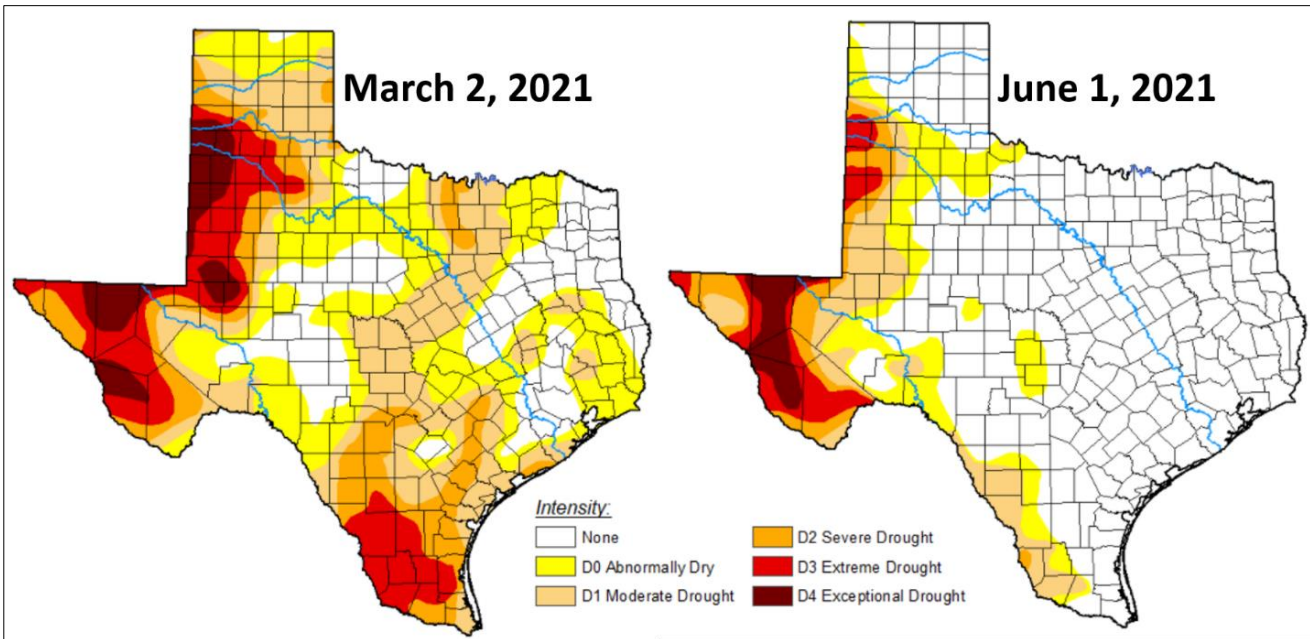 March 2, 2021
June 1, 2021
Intensity:
None
D0 Abnormally Dry
D1 Moderate Drought
D2 Severe Drought
D3 Extreme Drought
D4 Exceptional Drought